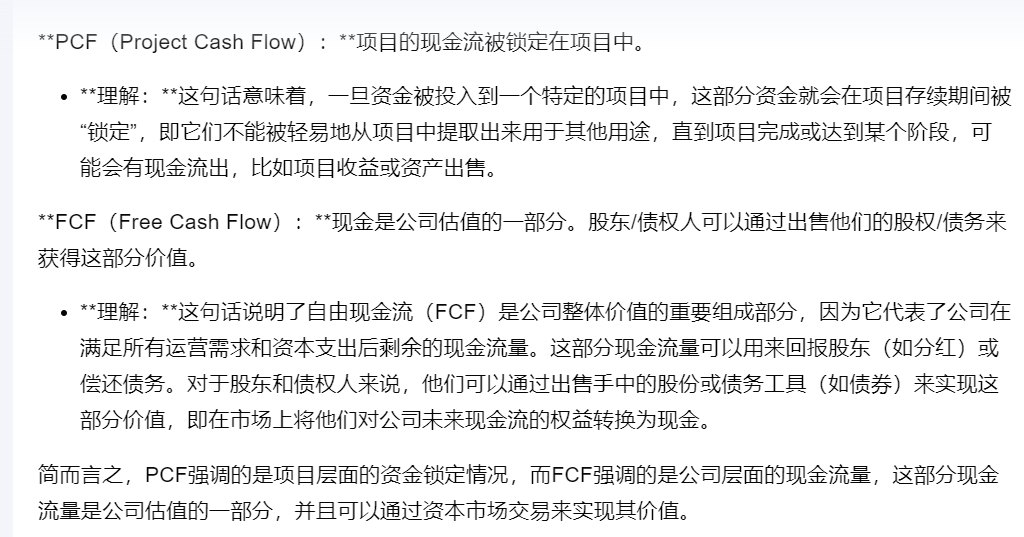 **PCF（Project Cash Flow）：**项目的现金流被锁定在项目中。
• **理解：**这句话意味着，一旦资金被投入到一个特定的项目中，这部分资金就会在项目存续期间被
“锁定”，即它们不能被轻易地从项目中提取出来用于其他用途，直到项目完成或达到某个阶段，可
能会有现金流出，比如项目收益或资产出售。
**FCF（Free Cash Flow）：**现金是公司估值的一部分。股东/债权人可以通过出售他们的股权/债务来
获得这部分价值。
• **理解：**这句话说明了自由现金流（FCF）是公司整体价值的重要组成部分，因为它代表了公司在
满足所有运营需求和资本支出后剩余的现金流量。这部分现金流量可以用来回报股东（如分红）或
偿还债务。对于股东和债权人来说，他们可以通过出售手中的股份或债务工具（如债券）来实现这
部分价值，即在市场上将他们对公司未来现金流的权益转换为现金。
简而言之，PCF强调的是项目层面的资金锁定情况，而FCF强调的是公司层面的现金流量，这部分现金
流量是公司估值的一部分，并且可以通过资本市场交易来实现其价值。